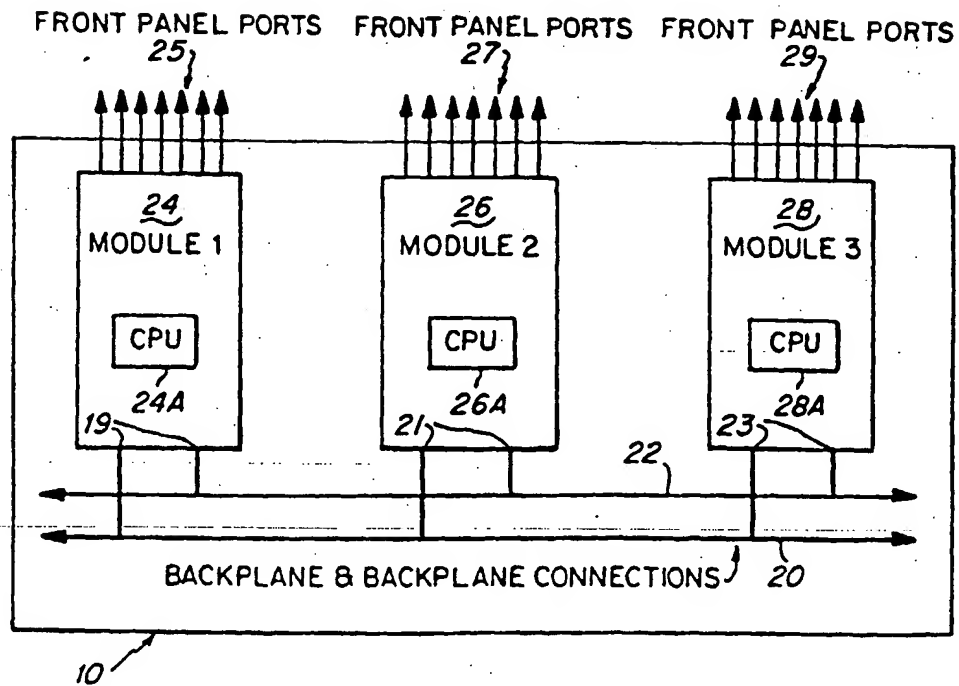 FRONT PANEL PORTS FRONT PANEL PORTS FRONT PANEL PORTS
25 27 29
24 26 28
MODULE 1 MODULE 2 MODULE 3
CPU CPU CPU
24A 26A 28A
19 21 23
22
BACKPLANE & BACKPLANE CONNECTIONS 20
10